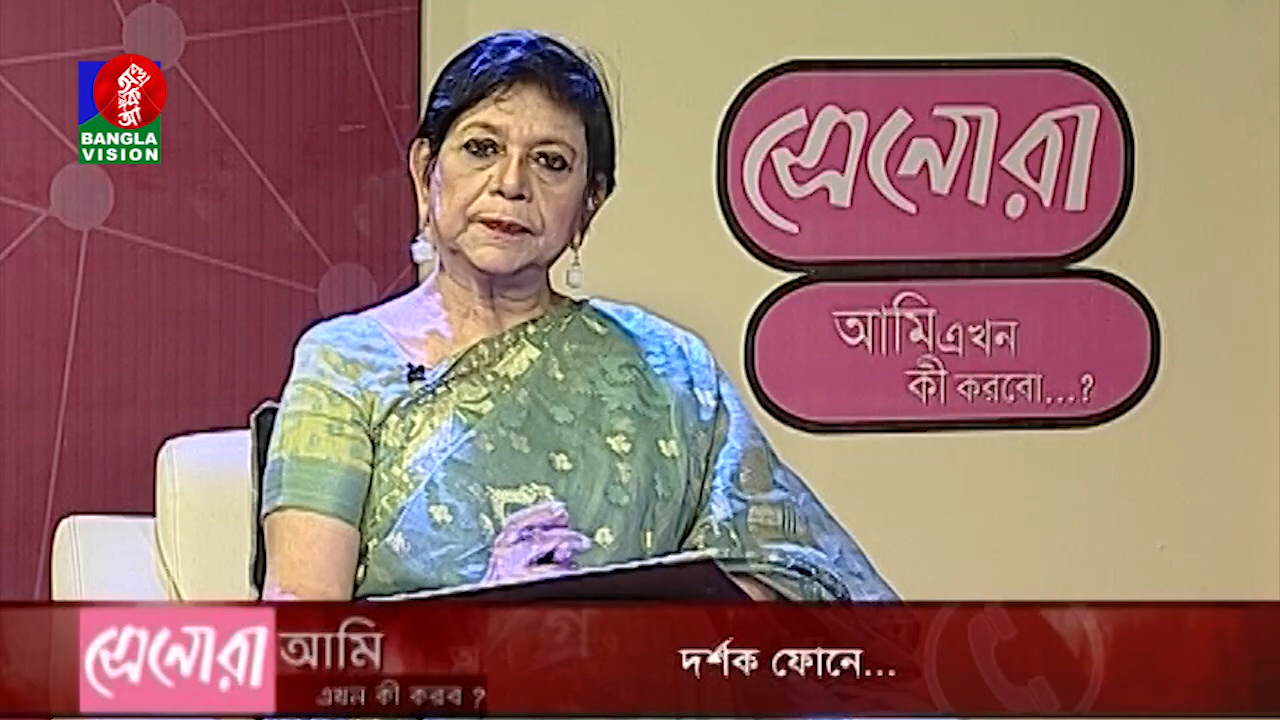 BANGLA
VISION
সেনোরা
আমি এখন
কী করবো...?
সেনোরা আমি
এখন কী করব ?
দর্শক ফোনে...